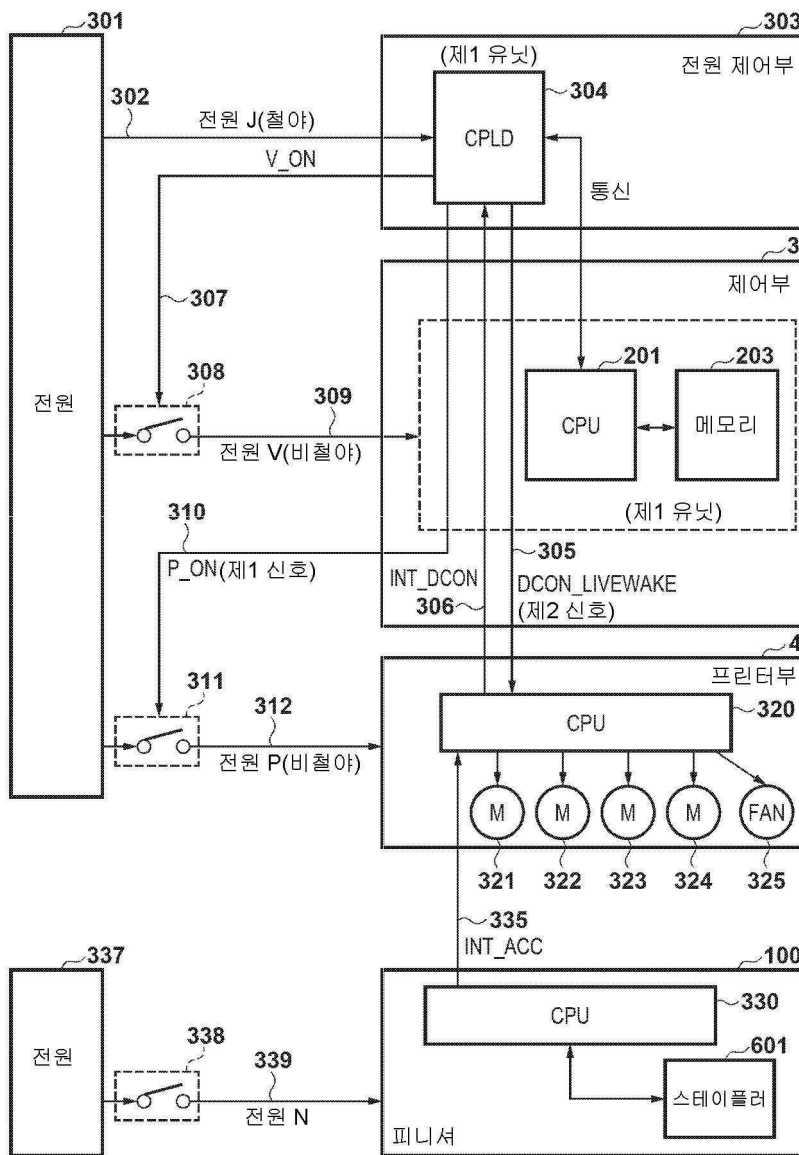 301
303
(제1 유닛)
전원 제어부
302
304
전원 J(철야)
CPLD
V_ON
통신
3
제어부
307
201
203
308
전원
309
CPU
메모리
전원 V(비철야)
(제1 유닛)
310
305
P_ON(제1 신호)
INT_DCON
DCON_LIVEWAKE
306
(제2 신호)
4
프린터부
311
312
320
CPU
전원 P(비철야)
M
M
M
M
FAN
321
322
323
324
325
335
INT_ACC
337
100
330
CPU
338
601
전원
339
스테이플러
전원 N
피니셔